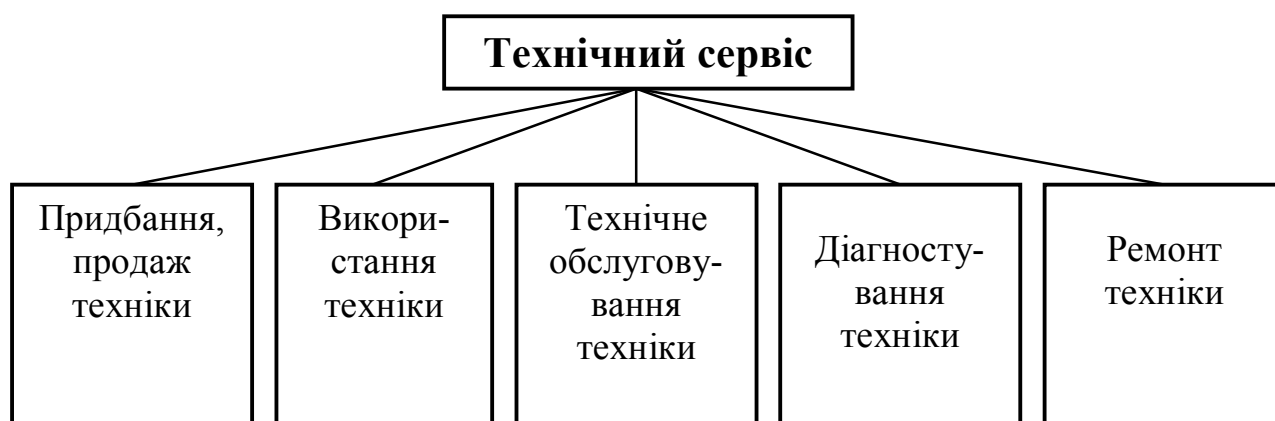 Технічний сервіс
Придбання,
продаж
техніки
Викори-
стання
техніки
Технічне
обслугову-
вання
техніки
Діагносту-
вання
техніки
Ремонт
техніки